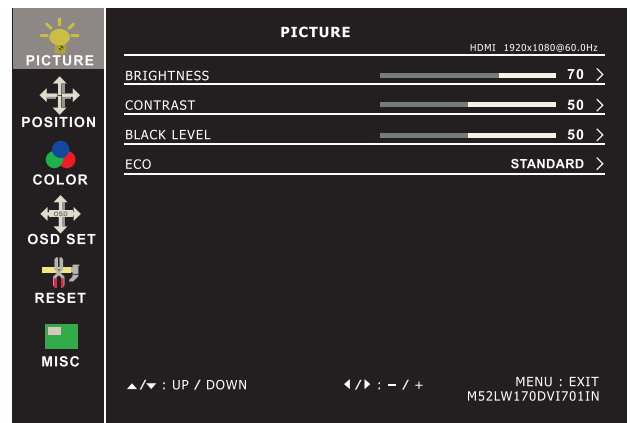 PICTURE
POSITION
COLOR
OSD
OSD SET
RESET
MISC
PICTURE
HDMI 1920x1080@60.0Hz
BRIGHTNESS 70 >
CONTRAST 50 >
BLACK LEVEL 50 >
ECO STANDARD >
▲/▼ : UP / DOWN ◀/▶ : – / + MENU : EXIT
M52LW170DVI701IN